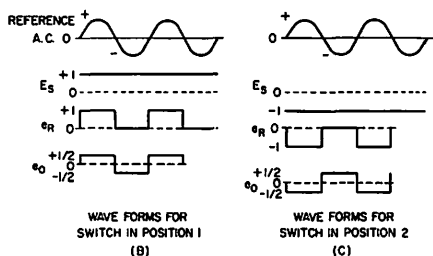 REFERENCE
A.C.
+
0
-
E_S
+1
0
e_R
+1
0
e_O
+1/2
0
-1/2
WAVE FORMS FOR
SWITCH IN POSITION 1
(B)
+
0
-
E_S
0
-1
e_R
0
-1
e_O
+1/2
0
-1/2
WAVE FORMS FOR
SWITCH IN POSITION 2
(C)